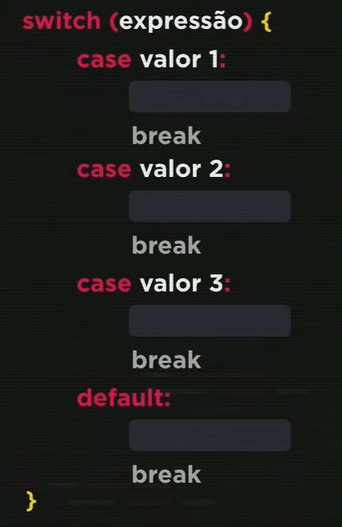 switch (expressão) {
case valor 1:
break
case valor 2:
break
case valor 3:
break
default:
break
}